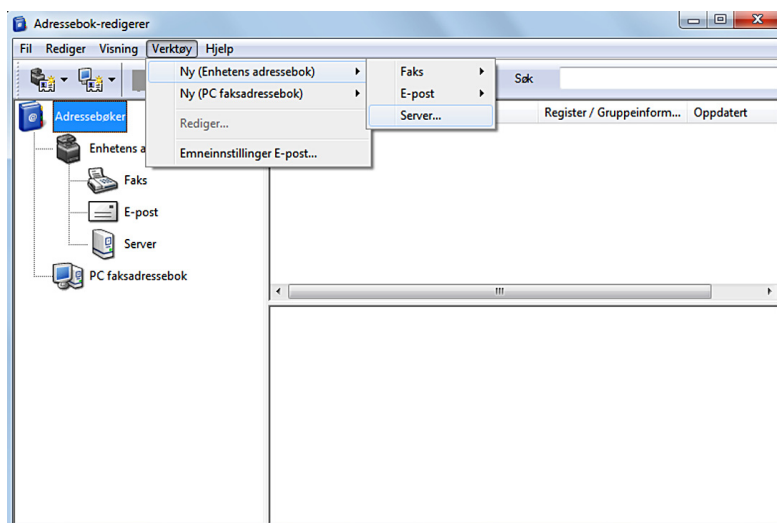 Adressebok-redigerer
Fil Rediger Visning Verktøy Hjelp
Ny (Enhetens adressebok)
Ny (PC faksadressebok)
Rediger...
Emneinnstillinger E-post...
Faks
E-post
Server...
Søk
Register / Gruppeinform... Oppdatert
Adressebøker
Enhetens a
Faks
E-post
Server
PC faksadressebok